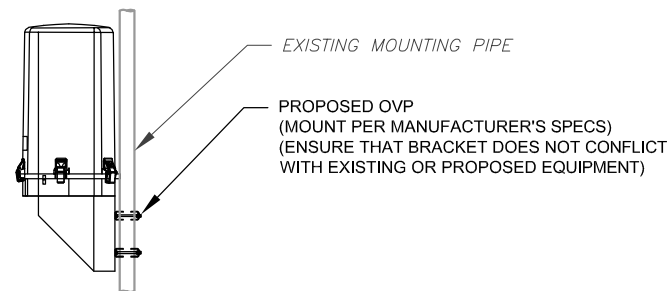 EXISTING MOUNTING PIPE
PROPOSED OVP
(MOUNT PER MANUFACTURER'S SPECS)
(ENSURE THAT BRACKET DOES NOT CONFLICT
WITH EXISTING OR PROPOSED EQUIPMENT)